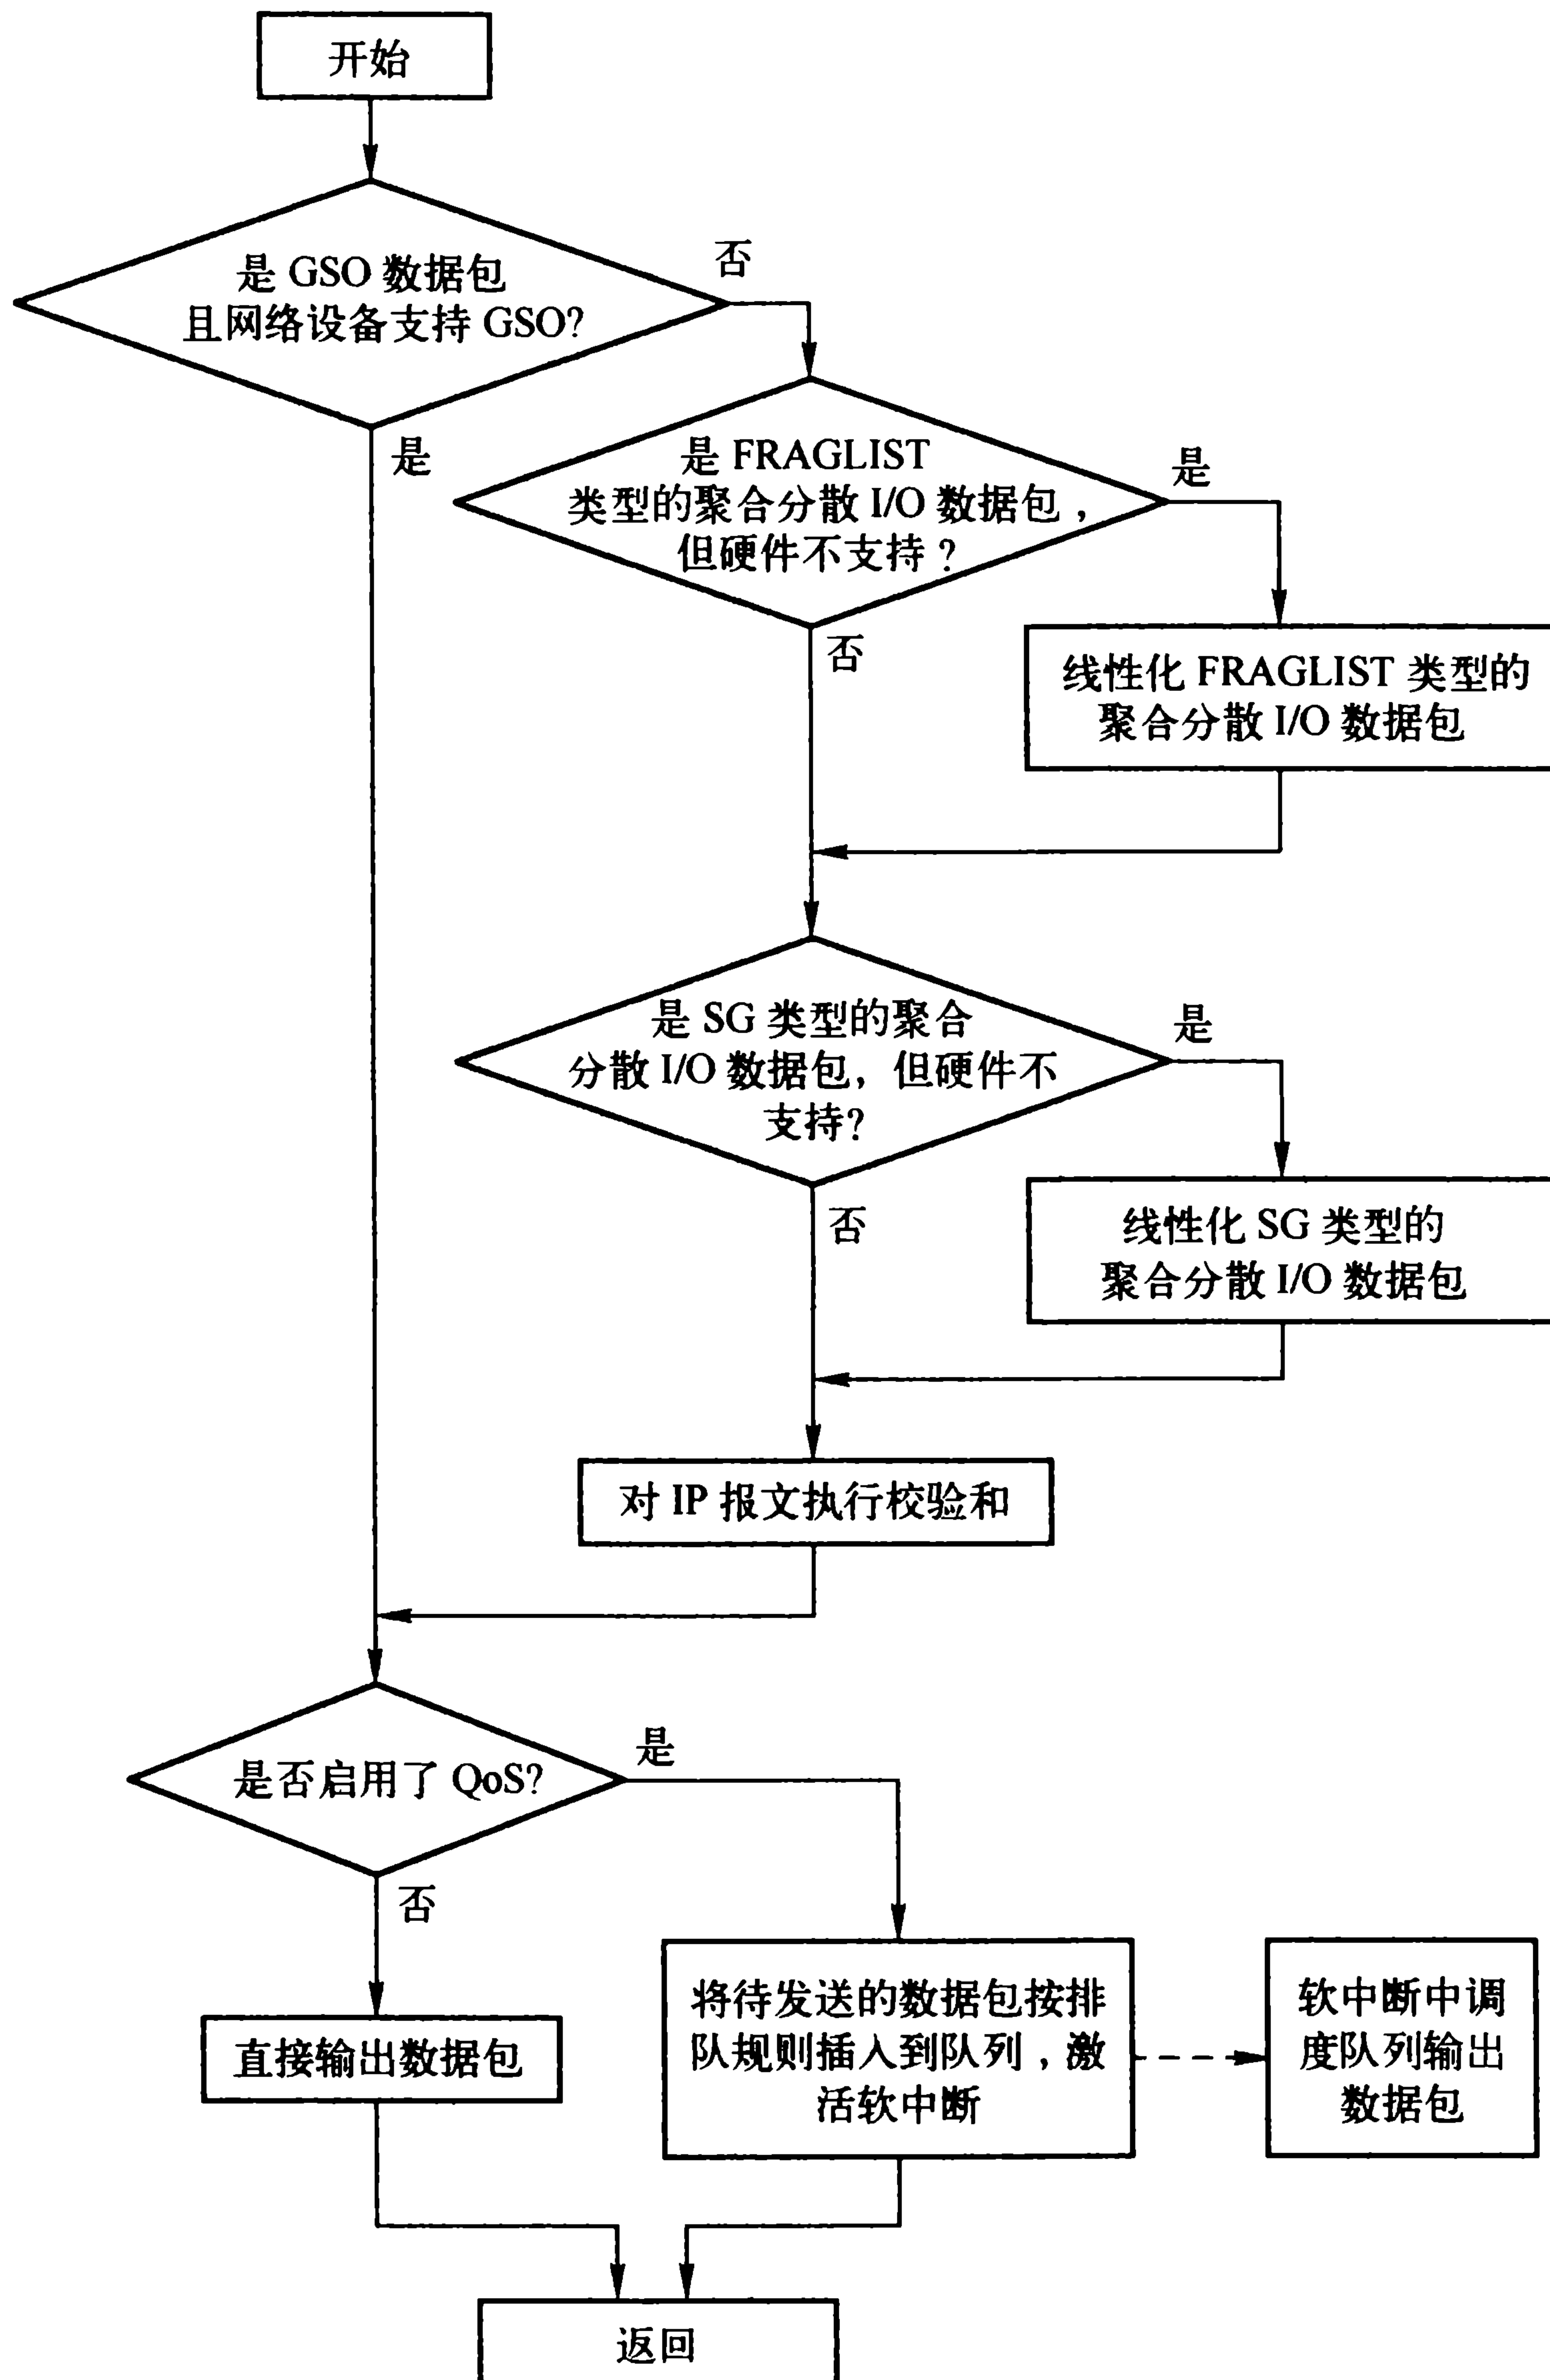 开始
是 GSO 数据包
且网络设备支持 GSO?
否
是
是 FRAGLIST
类型的聚合分散 I/O 数据包，
但硬件不支持？
是
否
线性化 FRAGLIST 类型的
聚合分散 I/O 数据包
是 SG 类型的聚合
分散 I/O 数据包，但硬件不
支持?
是
否
线性化 SG 类型的
聚合分散 I/O 数据包
对 IP 报文执行校验和
是否启用了 QoS?
是
否
直接输出数据包
将待发送的数据包按排
队规则插入到队列，激
活软中断
软中断中调
度队列输出
数据包
返回